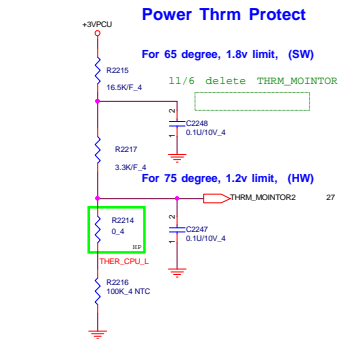 Power Thrm Protect
+3VPCU
For 65 degree, 1.8v limit, (SW)
R2215
16.5K/F_4
11/6 delete THRM_MOINTOR
2
1
C2248
0.1U/10V_4
R2217
3.3K/F_4
For 75 degree, 1.2v limit, (HW)
THRM_MOINTOR2 27
R2214
0_4
HP
2
1
C2247
0.1U/10V_4
THER_CPU_L
R2216
100K_4 NTC